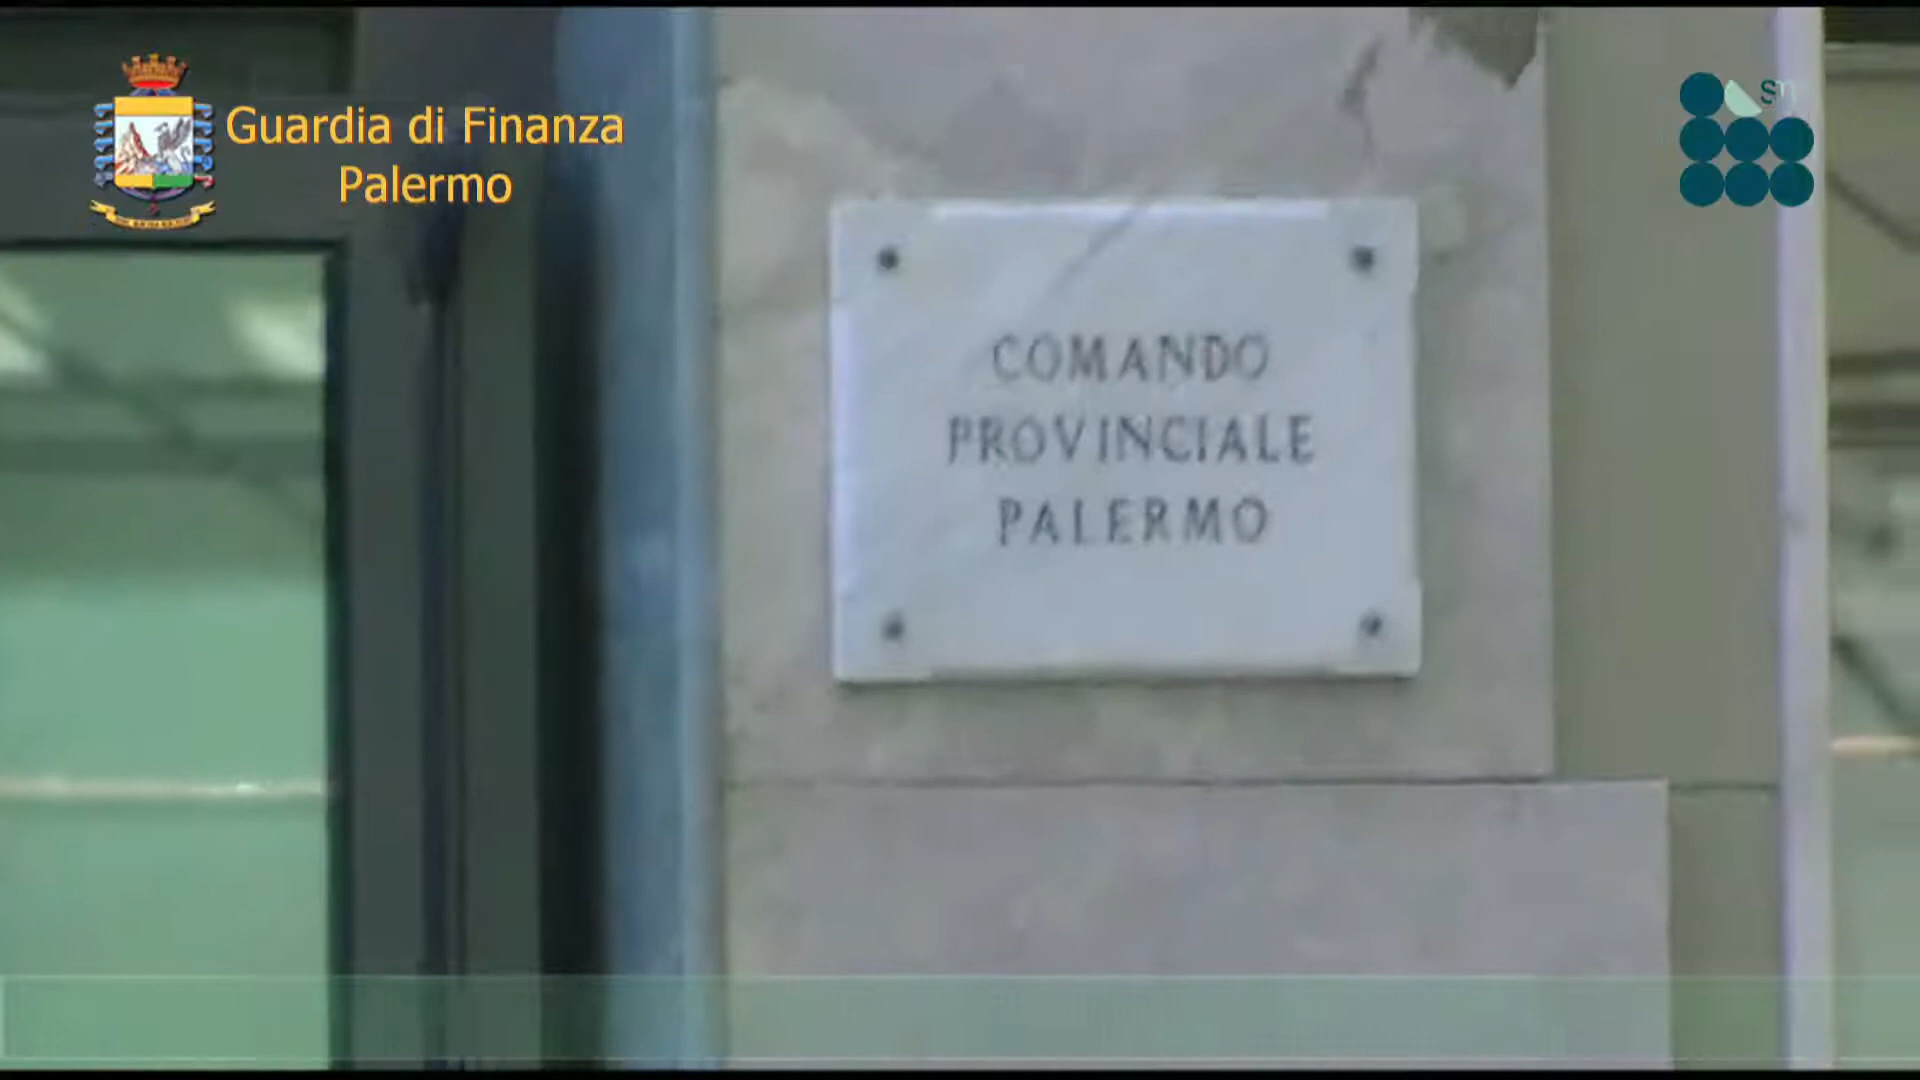 Guardia di Finanza
Palermo
COMANDO
PROVINCIALE
PALERMO